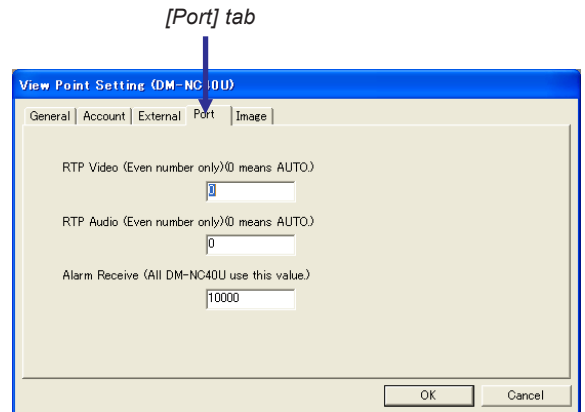 [Port] tab
View Point Setting (DM-NC40U)
General | Account | External | Port | Image |
RTP Video (Even number only)(0 means AUTO.)
0
RTP Audio (Even number only)(0 means AUTO.)
0
Alarm Receive (All DM-NC40U use this value.)
10000
OK Cancel